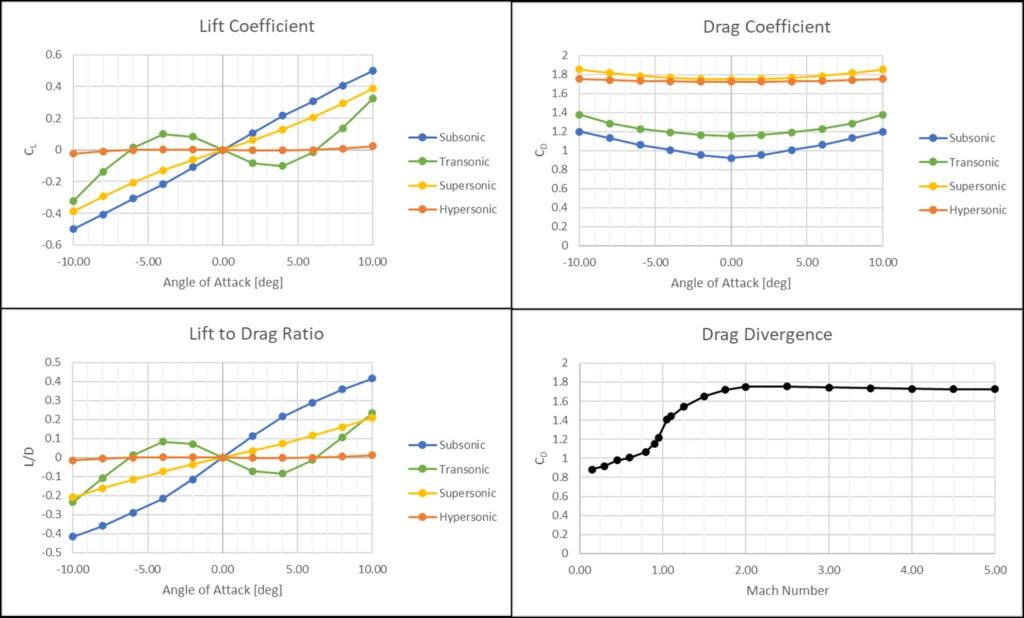 Lift Coefficient
0.6
0.4
0.2
0
-0.2
-0.4
-0.6
CL
-10.00 -5.00 0.00 5.00 10.00
Angle of Attack [deg]
Subsonic
Transonic
Supersonic
Hypersonic
Drag Coefficient
2
1.8
1.6
1.4
1.2
1
0.8
0.6
0.4
0.2
0
CD
-10.00 -5.00 0.00 5.00 10.00
Angle of Attack [deg]
Subsonic
Transonic
Supersonic
Hypersonic
Lift to Drag Ratio
0.5
0.4
0.3
0.2
0.1
0
-0.1
-0.2
-0.3
-0.4
-0.5
L/D
-10.00 -5.00 0.00 5.00 10.00
Angle of Attack [deg]
Subsonic
Transonic
Supersonic
Hypersonic
Drag Divergence
2
1.8
1.6
1.4
1.2
1
0.8
0.6
0.4
0.2
0
CD
0.00 1.00 2.00 3.00 4.00 5.00
Mach Number